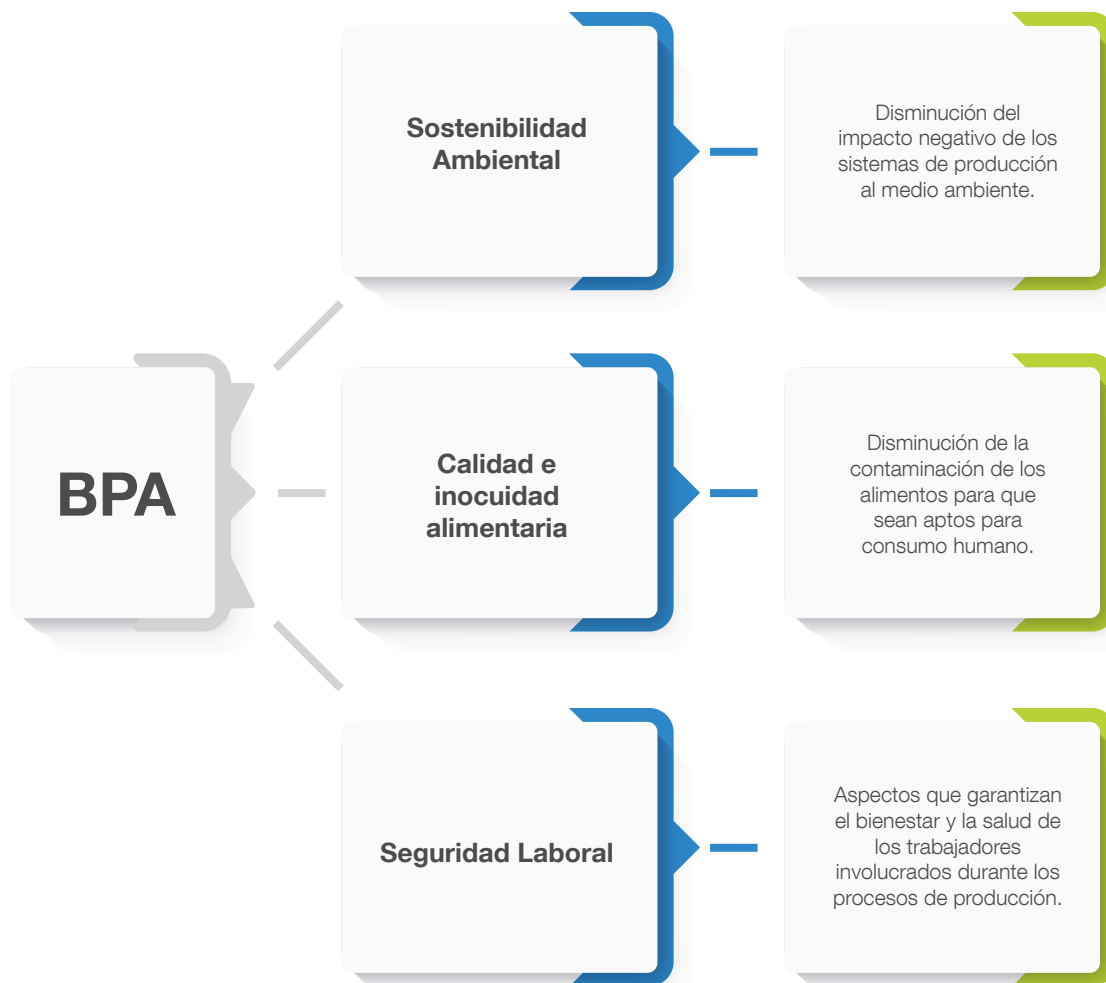 BPA
Sostenibilidad
Ambiental
Disminución del
impacto negativo de los
sistemas de producción
al medio ambiente.
Calidad e
inocuidad
alimentaria
Disminución de la
contaminación de los
alimentos para que
sean aptos para
consumo humano.
Seguridad Laboral
Aspectos que garantizan
el bienestar y la salud de
los trabajadores
involucrados durante los
procesos de producción.